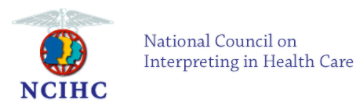 National Council on
Interpreting in Health Care
NCIHC